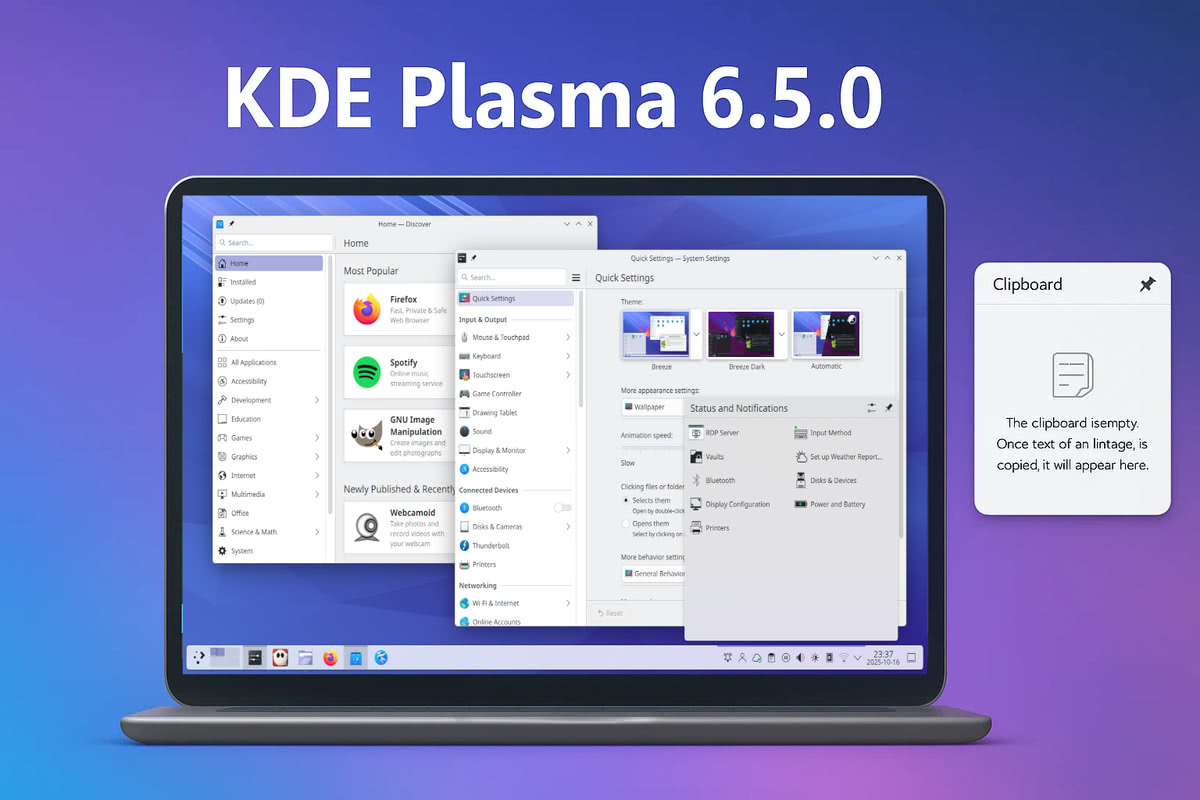 KDE Plasma 6.5.0
Home — Discover
Search...
Home
Installed
Updates (0)
Settings
About
All Applications
Accessibility
Development
Education
Games
Graphics
Internet
Multimedia
Office
Science & Math
System
Home
Most Popular
Firefox
Fast, Private & Safe
Web Browser
Spotify
Online music
streaming service
GNU Image
Manipulation
Create images and
edit photographs
Newly Published & Recently
Webcamoid
Take photos and
record videos with
your webcam
Quick Settings — System Settings
Search...
Quick Settings
Input & Output
Mouse & Touchpad
Keyboard
Touchscreen
Game Controller
Drawing Tablet
Sound
Display & Monitor
Accessibility
Connected Devices
Bluetooth
Disks & Cameras
Thunderbolt
Printers
Networking
Wi-Fi & Internet
Online Accounts
Quick Settings
Theme:
Breeze
Breeze Dark
Automatic
More appearance settings:
Wallpaper
Animation speed:
Slow
Clicking files or folder
Selects them
Open by double-click
Opens them
Select by clicking on
More behavior setting
General Behavior
Reset
Status and Notifications
RDP Server
Input Method
Vaults
Set up Weather Report...
Bluetooth
Disks & Devices
Display Configuration
Power and Battery
Printers
23:37
2025-10-16
Clipboard
The clipboard isempty.
Once text of an lintage, is
copied, it will appear here.